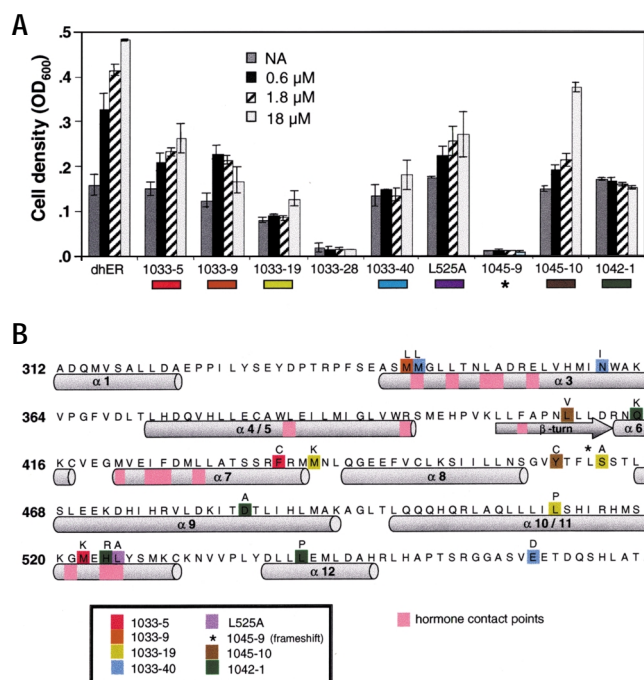 A
Cell density (OD600)
.5
.4
.3
.2
.1
.0
NA
0.6 µM
1.8 µM
18 µM
dhER 1033-5 1033-9 1033-19 1033-28 1033-40 L525A 1045-9 1045-10 1042-1
*
B
L L I
312 A D Q M V S A L L D A E P P I L Y S E Y D P T R P F S E A S M M G L L T N L A D R E L V H M I N W A K
α 1 α 3
V K
364 V P G F V D L T L H D Q V H L L E C A W L E I L M I G L V W R S M E H P V K L L F A P N L L L D R N Q
α 4 / 5 β-turn α 6
C K C * A
416 K C V E G M V E I F D M L L A T S S R F R M M N L Q G E E F V C L K S I I L L N S G V Y T F L S S T L
α 7 α 8
A P
468 S L E E K D H I H R V L D K I T D T L I H L M A K A G L T L Q Q Q H Q R L A Q L L L I L S H I R H M S
α 9 α 10 / 11
K R A P D
520 K G M E H L Y S M K C K N V V P L Y D L L E M L D A H R L H A P T S R G G A S V E E T D Q S H L A T
α 12
1033-5
1033-9
1033-19
1033-40
L525A
* 1045-9 (frameshift)
1045-10
1042-1
hormone contact points